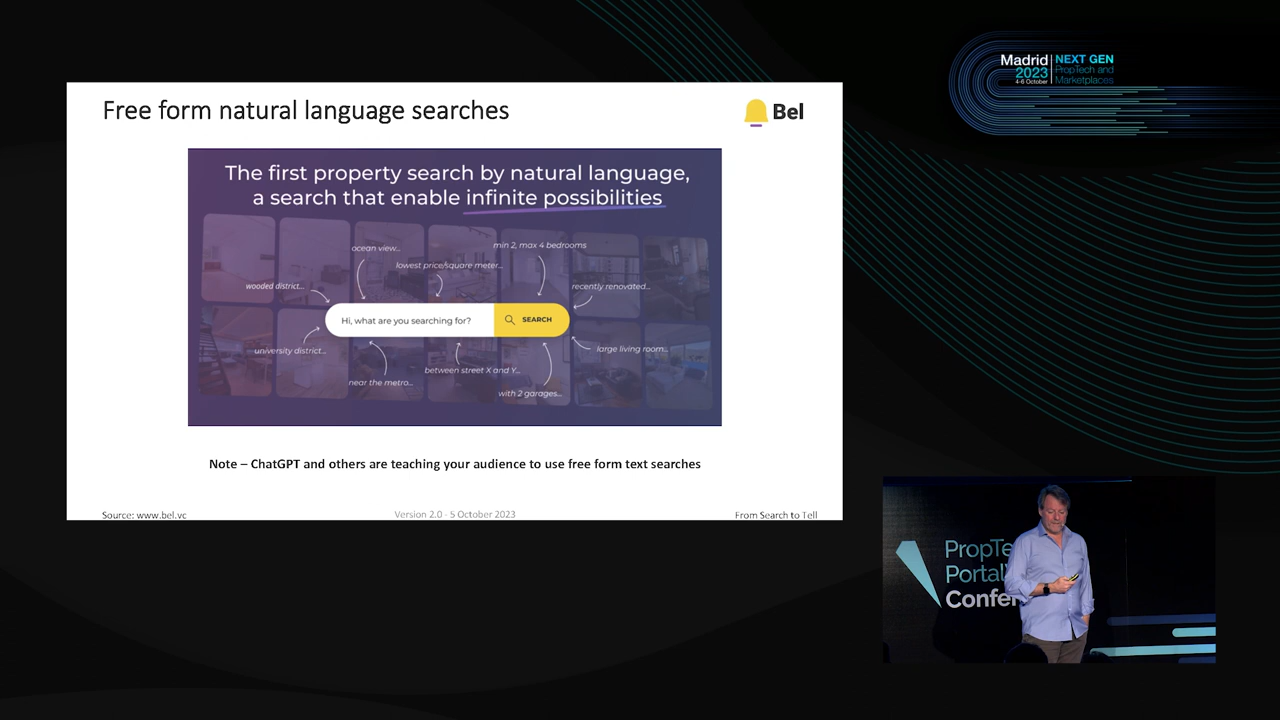 Madrid
2023
4-6 October
NEXT GEN
PropTech and
Marketplaces
Free form natural language searches
Bel
The first property search by natural language,
a search that enable infinite possibilities
ocean view...
min 2, max 4 bedrooms
lowest price/square meter...
wooded district...
recently renovated...
Hi, what are you searching for?
SEARCH
university district...
large living room...
between street X and Y...
near the metro...
with 2 garages...
Note – ChatGPT and others are teaching your audience to use free form text searches
Source: www.bel.vc
Version 2.0 - 5 October 2023
From Search to Tell
PropTe
Portal
Confer